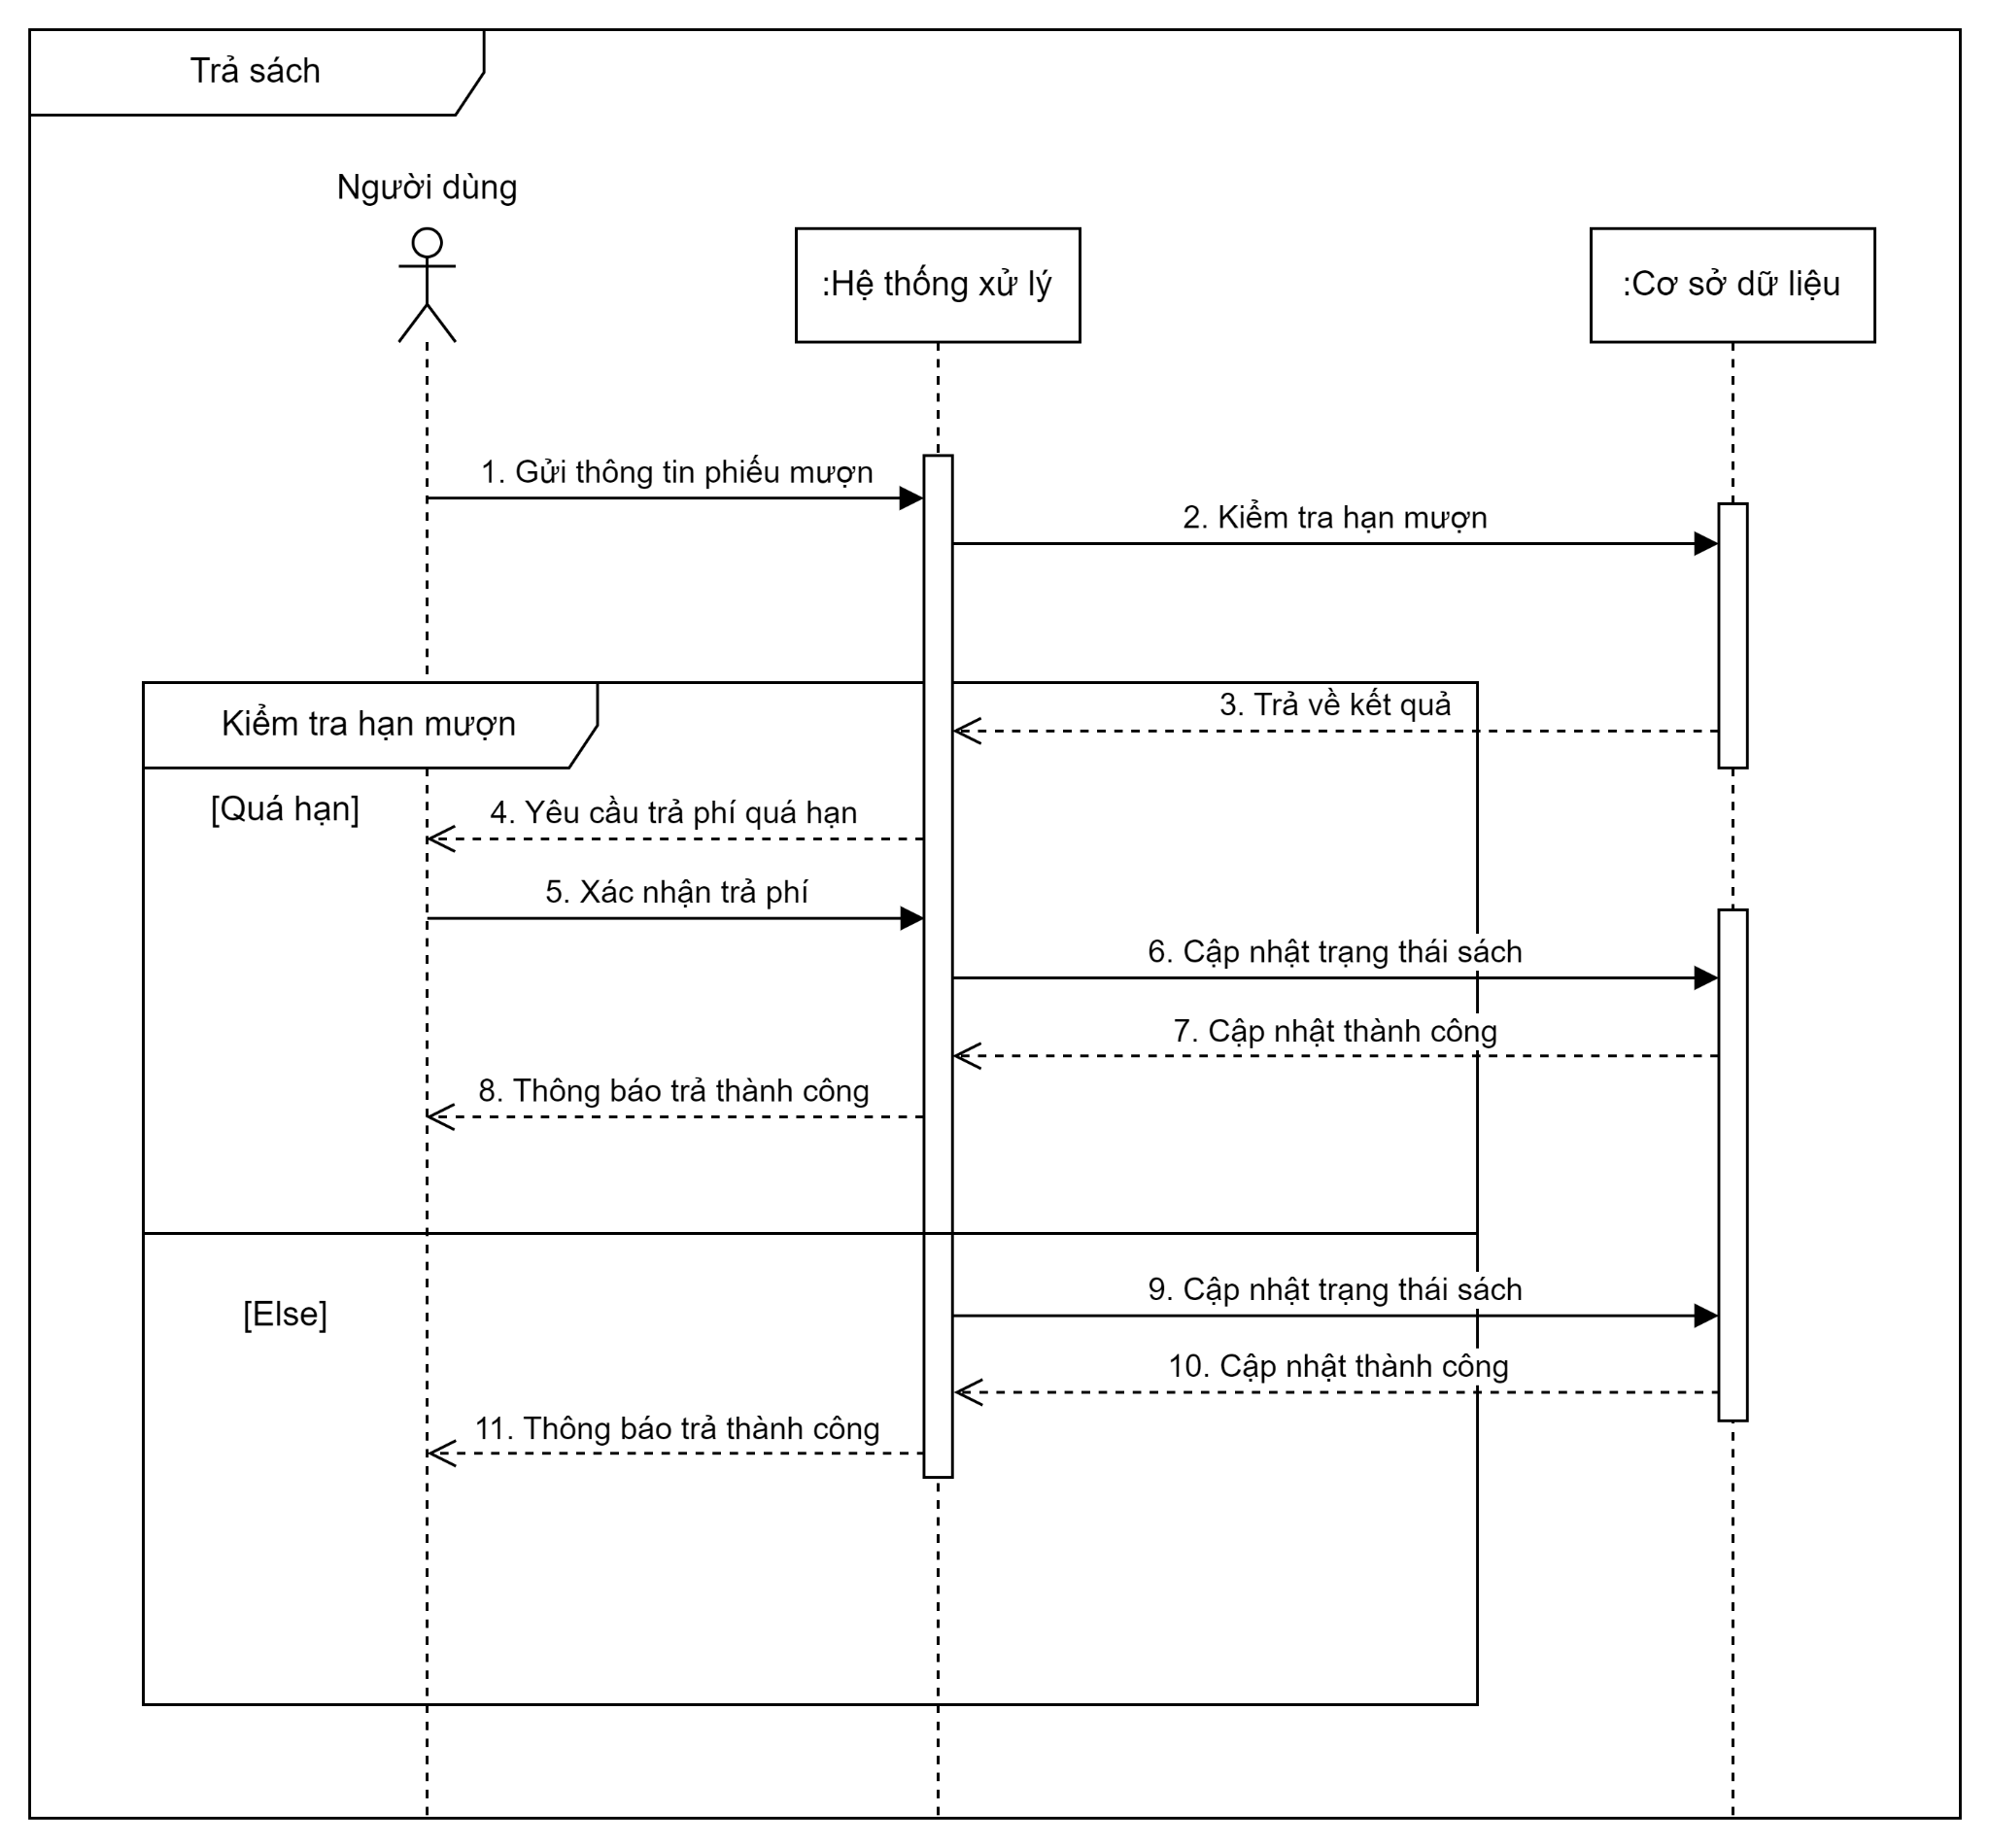 Trả sách
Người dùng
:Hệ thống xử lý
:Cơ sở dữ liệu
1. Gửi thông tin phiếu mượn
2. Kiểm tra hạn mượn
3. Trả về kết quả
Kiểm tra hạn mượn
[Quá hạn]
4. Yêu cầu trả phí quá hạn
5. Xác nhận trả phí
6. Cập nhật trạng thái sách
7. Cập nhật thành công
8. Thông báo trả thành công
9. Cập nhật trạng thái sách
[Else]
10. Cập nhật thành công
11. Thông báo trả thành công